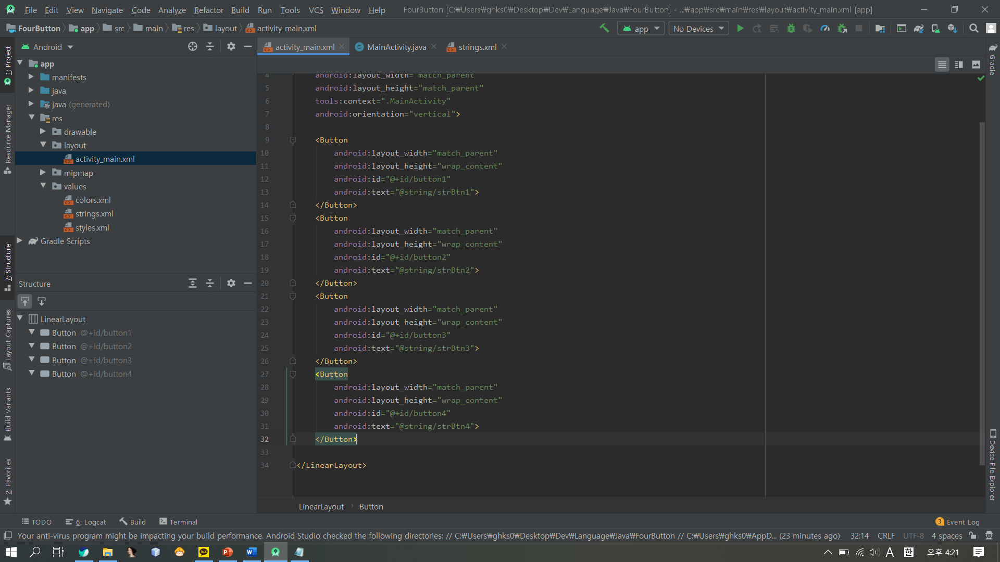 File Edit View Navigate Code Analyze Refactor Build Run Tools VCS Window Help FourButton [C:₩Users₩ghks0₩Desktop₩Dev₩Language₩Java₩FourButton] - ...₩app₩src₩main₩res₩layout₩activity_main.xml [app]
FourButton app src main res layout activity_main.xml app No Devices
Android
activity_main.xml MainActivity.java strings.xml
1: Project
Resource Manager
7: Structure
Layout Captures
Build Variants
2: Favorites
app
manifests
java
java (generated)
res
drawable
layout
activity_main.xml
mipmap
values
colors.xml
strings.xml
styles.xml
Gradle Scripts
Structure
LinearLayout
Button @+id/button1
Button @+id/button2
Button @+id/button3
Button @+id/button4
4 android:layout_width="match_parent"
5 android:layout_height="match_parent"
6 tools:context=".MainActivity"
7 android:orientation="vertical">
8
9 <Button
10 android:layout_width="match_parent"
11 android:layout_height="wrap_content"
12 android:id="@+id/button1"
13 android:text="@string/strBtn1">
14 </Button>
15 <Button
16 android:layout_width="match_parent"
17 android:layout_height="wrap_content"
18 android:id="@+id/button2"
19 android:text="@string/strBtn2">
20 </Button>
21 <Button
22 android:layout_width="match_parent"
23 android:layout_height="wrap_content"
24 android:id="@+id/button3"
25 android:text="@string/strBtn3">
26 </Button>
27 <Button
28 android:layout_width="match_parent"
29 android:layout_height="wrap_content"
30 android:id="@+id/button4"
31 android:text="@string/strBtn4">
32 </Button>
33
34 </LinearLayout>
LinearLayout › Button
Gradle
Device File Explorer
TODO 6: Logcat Build Terminal 3 Event Log
Your anti-virus program might be impacting your build performance. Android Studio checked the following directories: // C:₩Users₩ghks0₩Desktop₩Dev₩Language₩Java₩FourButton // C:₩Users₩ghks0₩AppD... (23 minutes ago) 32:14 CRLF UTF-8 4 spaces
TALK A 한 오후 4:21